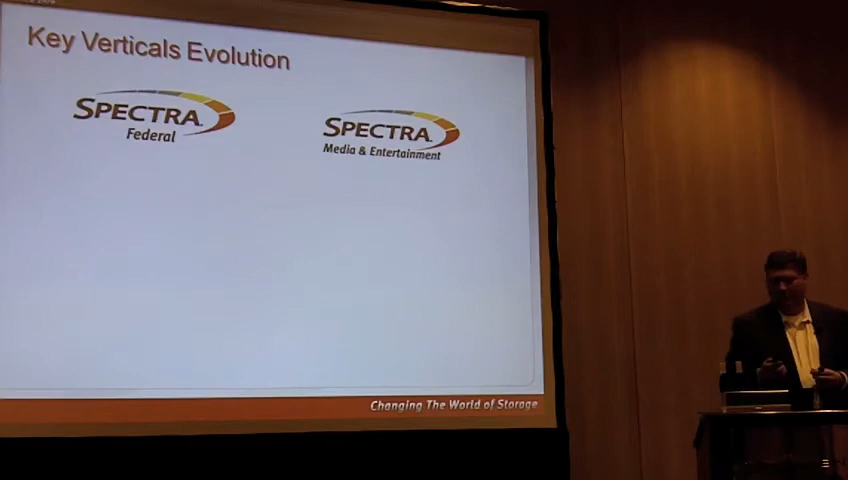 Key Verticals Evolution
SPECTRA
Federal
SPECTRA
Media & Entertainment
Changing The World of Storage